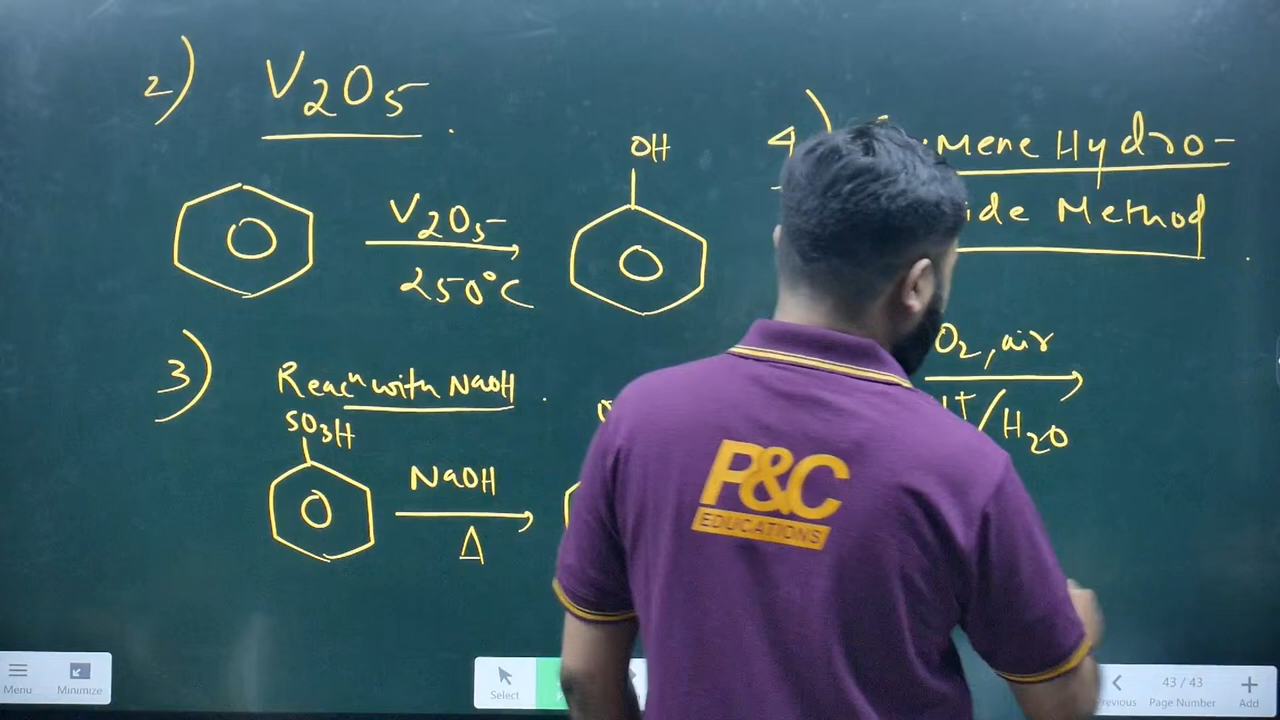 2) V2O5
OH
V2O5
250°C
3) Reacn with NaOH
SO3H
NaOH
Δ
4) mene Hydro-
ide Method
O2, air
/H2O
P&C
EDUCATIONS
Menu
Minimize
Select
Previous
43 / 43
Page Number
Add